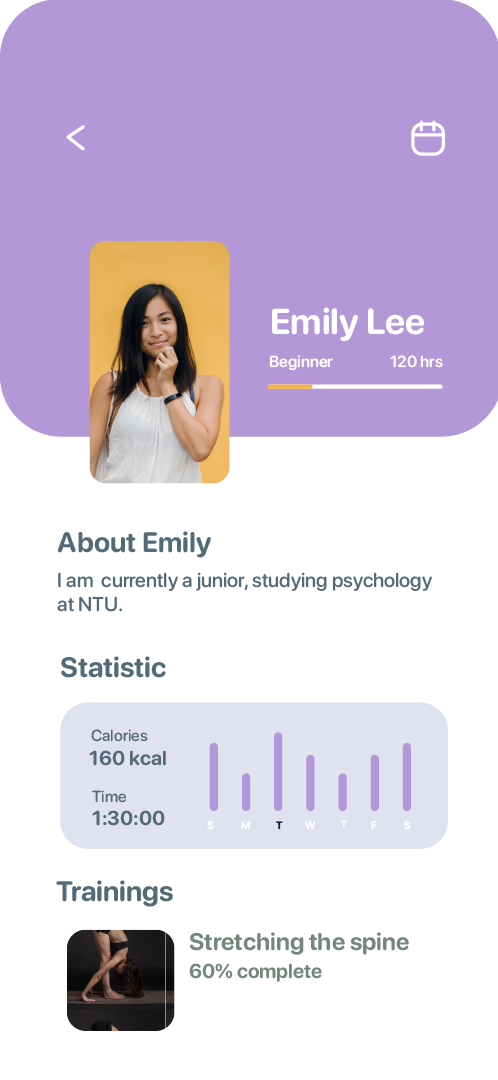 Emily Lee
Beginner 120 hrs
About Emily
I am currently a junior, studying psychology
at NTU.
Statistic
Calories
160 kcal
Time
1:30:00
S M T W T F S
Trainings
Stretching the spine
60% complete